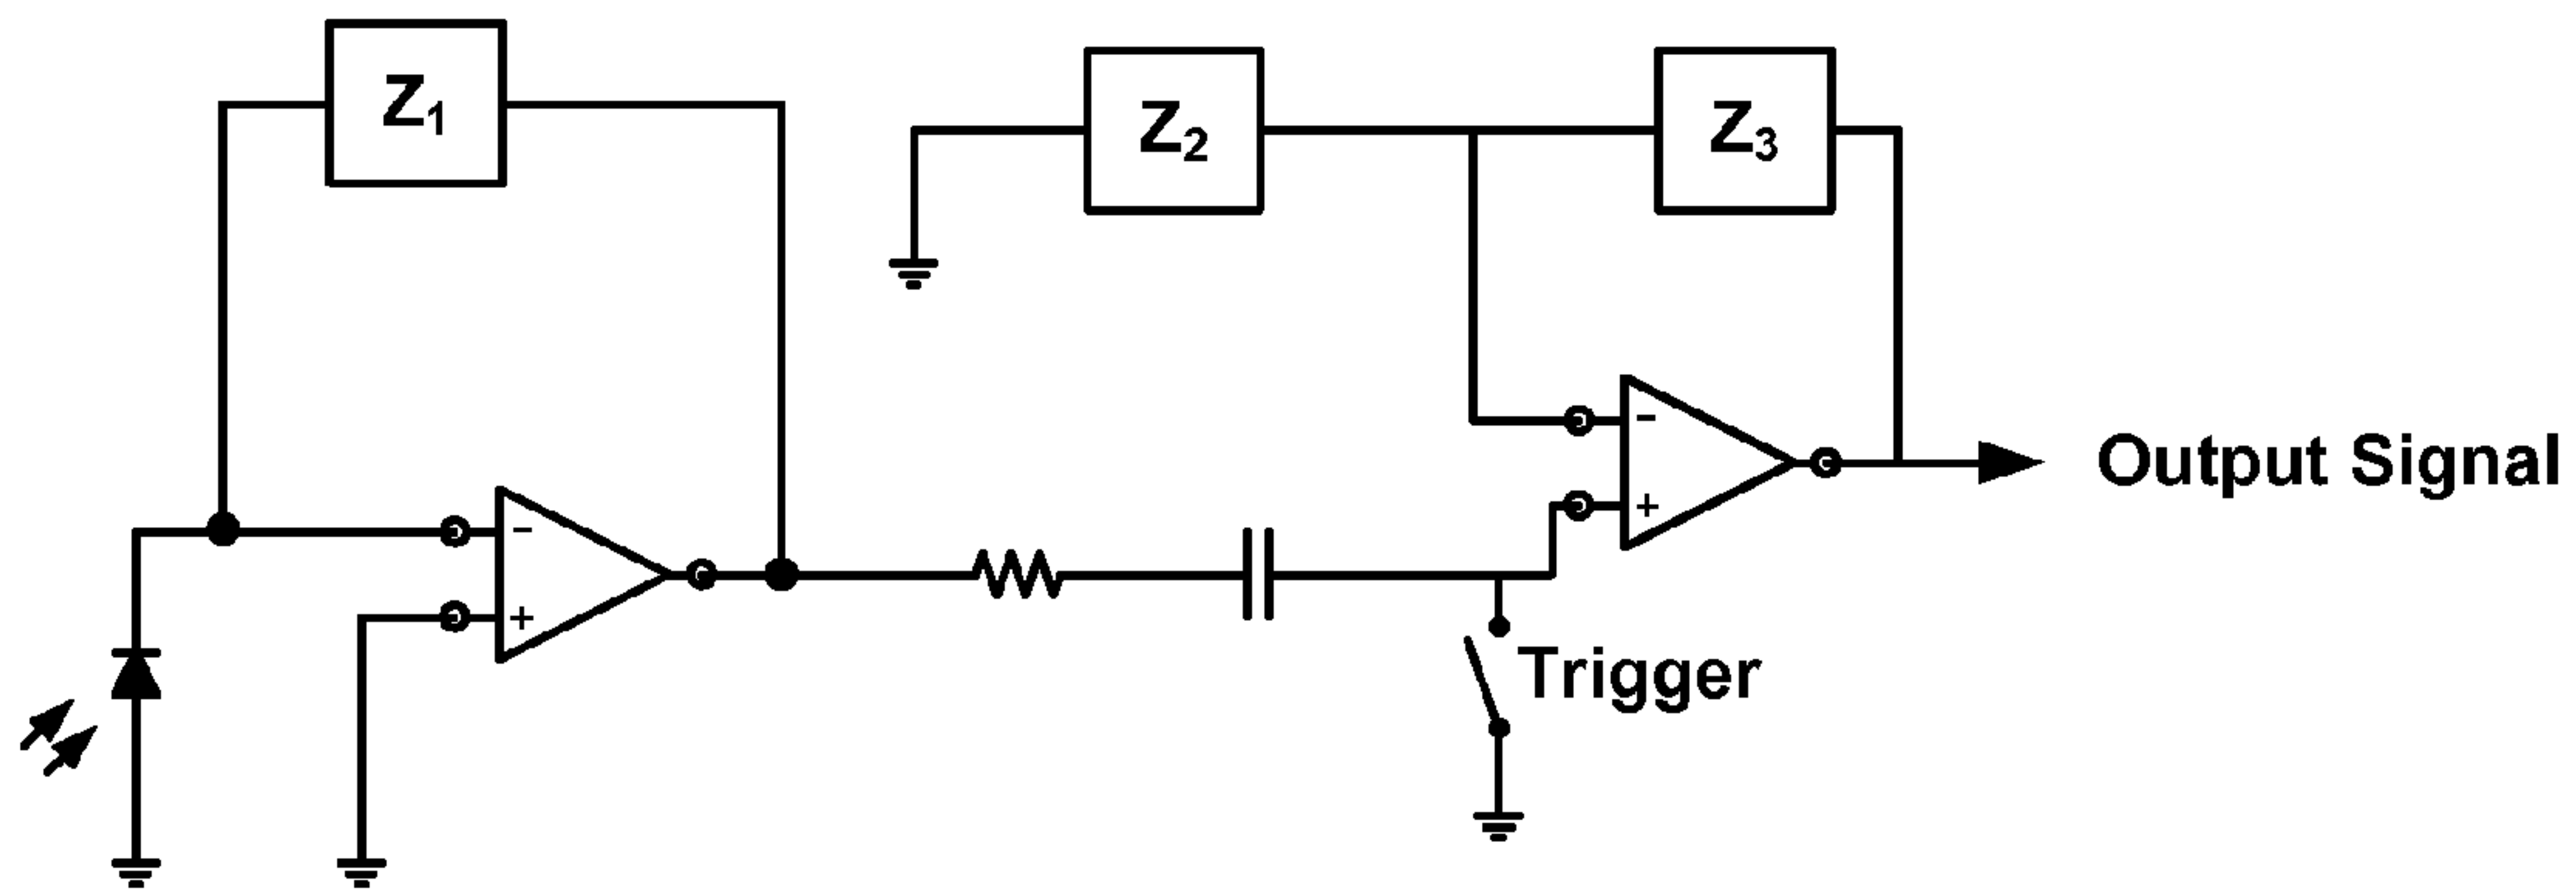 Z₁
Z₂
Z₃
-
+
-
+
Output Signal
Trigger